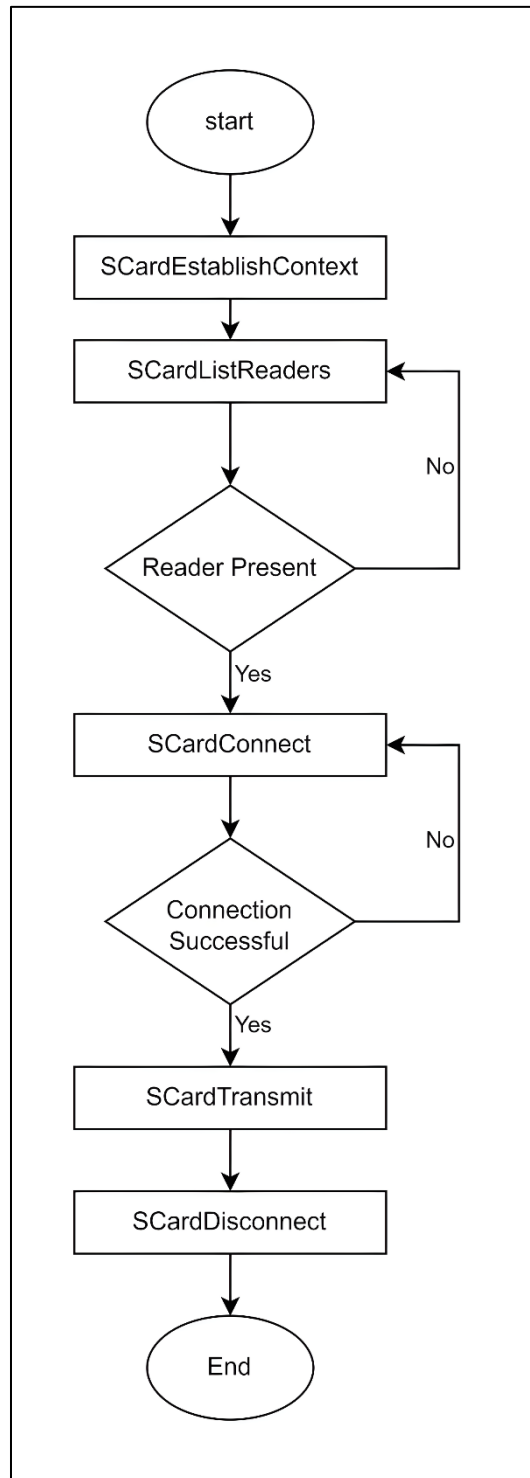 start
SCardEstablishContext
SCardListReaders
No
Reader Present
Yes
SCardConnect
No
Connection
Successful
Yes
SCardTransmit
SCardDisconnect
End